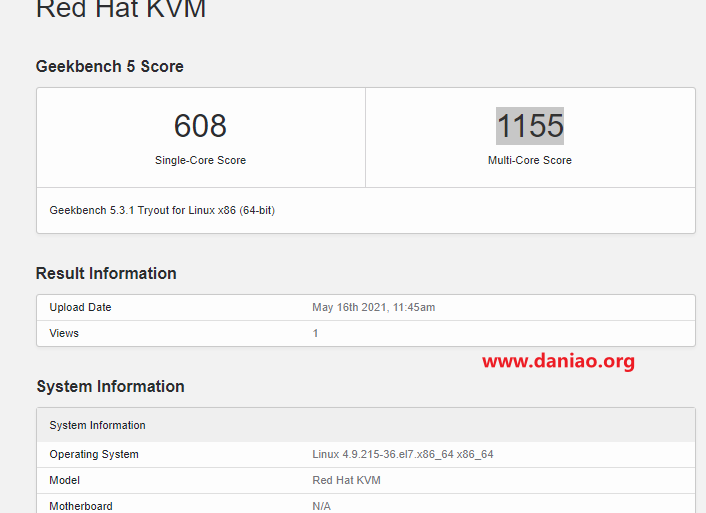 Red Hat KVM
Geekbench 5 Score
608
Single-Core Score
1155
Multi-Core Score
Geekbench 5.3.1 Tryout for Linux x86 (64-bit)
Result Information
Upload Date May 16th 2021, 11:45am
Views 1
www.daniao.org
System Information
System Information
Operating System Linux 4.9.215-36.el7.x86_64 x86_64
Model Red Hat KVM
Motherboard N/A